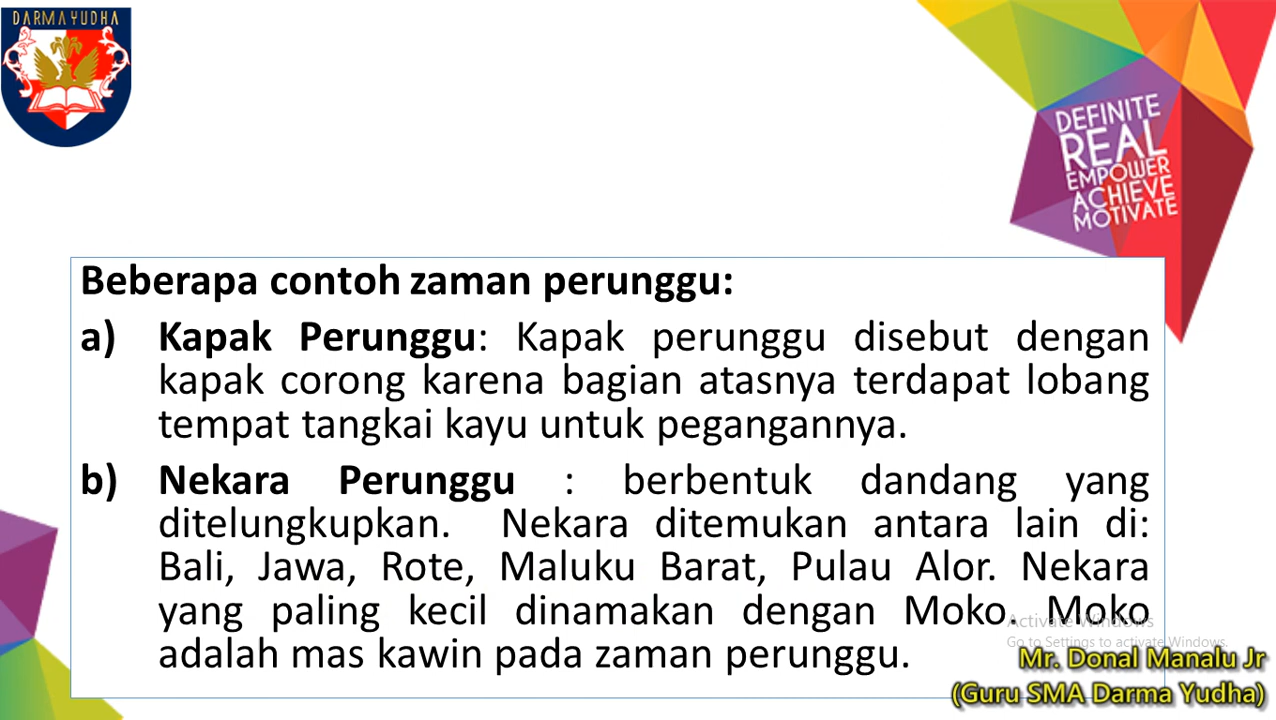 DARMAYUDHA
DEFINITE
REAL
EMPOWER
ACHIEVE
MOTIVATE
Beberapa contoh zaman perunggu:
a) Kapak Perunggu: Kapak perunggu disebut dengan
kapak corong karena bagian atasnya terdapat lobang
tempat tangkai kayu untuk pegangannya.
b) Nekara Perunggu : berbentuk dandang yang
ditelungkupkan. Nekara ditemukan antara lain di:
Bali, Jawa, Rote, Maluku Barat, Pulau Alor. Nekara
yang paling kecil dinamakan dengan Moko. Moko
adalah mas kawin pada zaman perunggu.
Activate Windows
Go to Settings to activate Windows.
Mr. Donal Manalu Jr
(Guru SMA Darma Yudha)